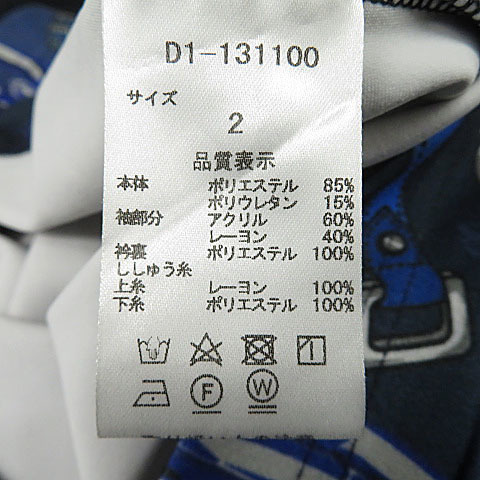 D1-131100
サイズ
2
品質表示
本体 ポリエステル 85%
ポリウレタン 15%
袖部分 アクリル 60%
レーヨン 40%
衿裏 ポリエステル 100%
ししゅう糸
上糸 レーヨン 100%
下糸 ポリエステル 100%
F W